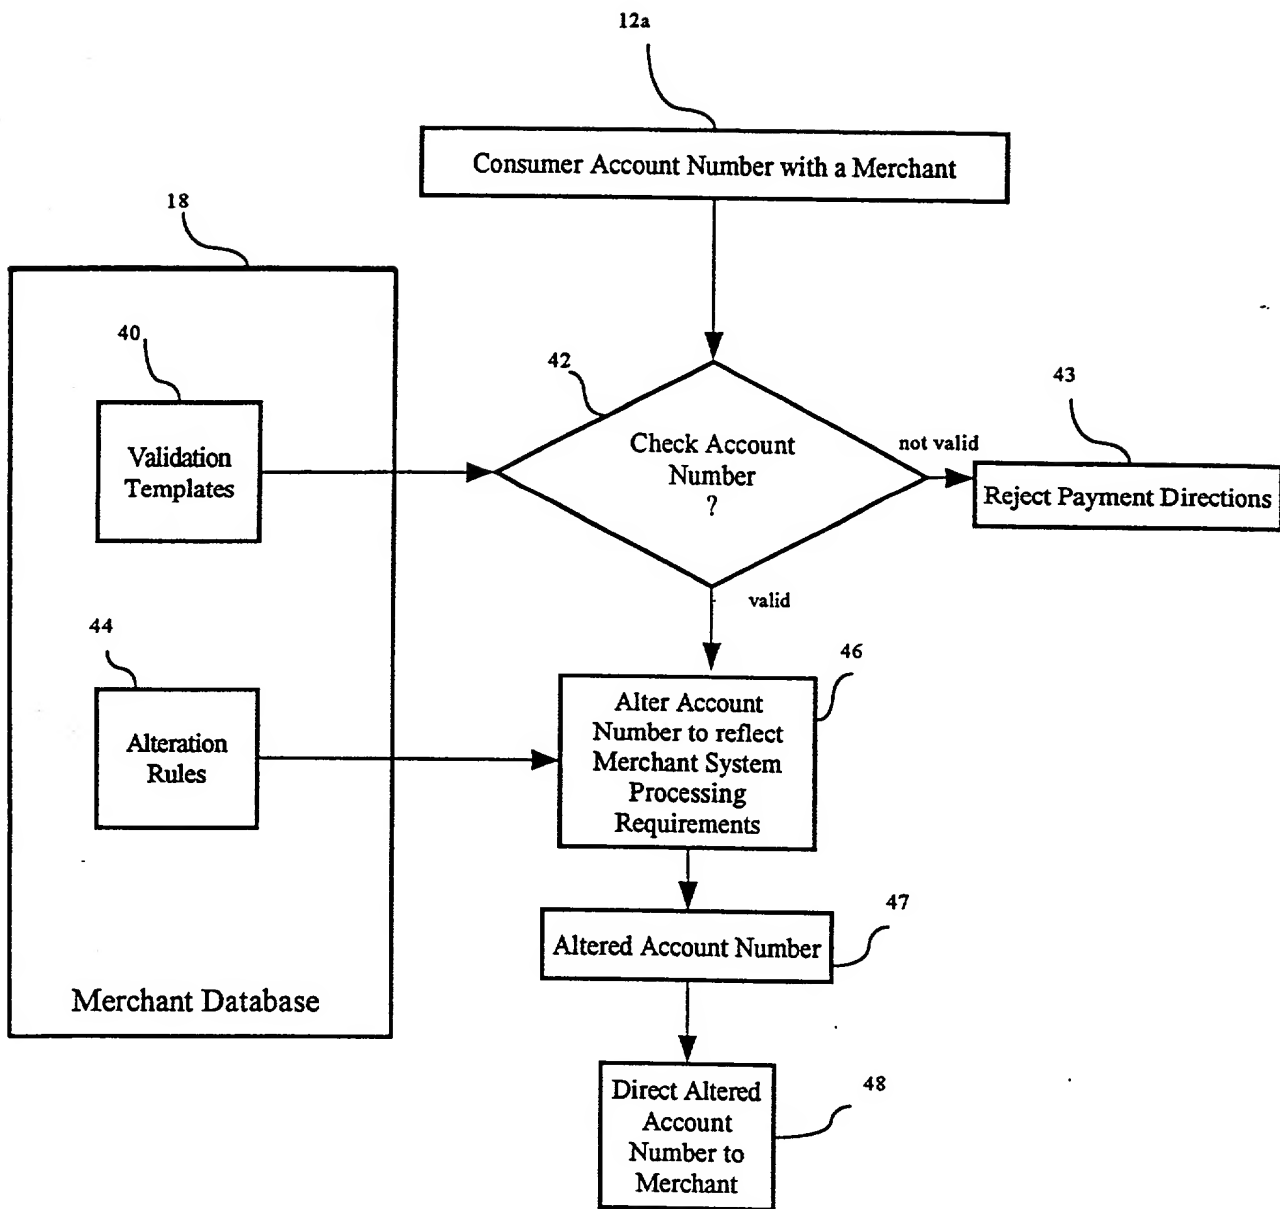 12a
Consumer Account Number with a Merchant
18
40
Validation
Templates
42
Check Account
Number
?
not valid
43
Reject Payment Directions
valid
44
Alteration
Rules
46
Alter Account
Number to reflect
Merchant System
Processing
Requirements
47
Altered Account Number
Merchant Database
48
Direct Altered
Account
Number to
Merchant